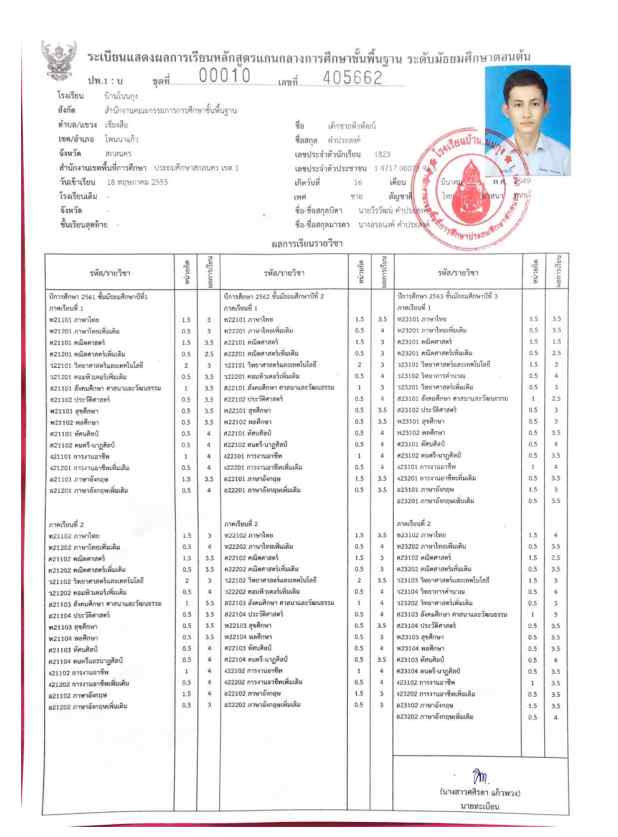 ระเบียนแสดงผลการเรียนหลักสูตรแกนกลางการศึกษาขั้นพื้นฐาน ระดับมัธยมศึกษาตอนต้น
ปพ.1 : บ ชุดที่ 00010 เลขที่ 405662
โรงเรียน บ้านโนนกุง
สังกัด สำนักงานคณะกรรมการการศึกษาขั้นพื้นฐาน
ตำบล/แขวง เชียงสือ
เขต/อำเภอ โพนนาแก้ว
จังหวัด สกลนคร
สำนักงานเขตพื้นที่การศึกษา ประถมศึกษาสกลนคร เขต 1
วันเข้าเรียน 18 พฤษภาคม 2555
โรงเรียนเดิม -
จังหวัด -
ชั้นเรียนสุดท้าย -
ชื่อ
ชื่อสกุล คำประสงค์
เลขประจำตัวนักเรียน 1823
เลขประจำตัวประชาชน 1 4717
เกิดวันที่ 16 เดือน มีนาคม พ.ศ. 2549
เพศ ชาย สัญชาติ ไทย ศาสนา พุทธ
ชื่อ-ชื่อสกุลบิดา
ชื่อ-ชื่อสกุลมารดา
ผลการเรียนรายวิชา
รหัส/รายวิชา หน่วยกิต ผลการเรียน
ปีการศึกษา 2561 ชั้นมัธยมศึกษาปีที่1
ภาคเรียนที่ 1
ท21101 ภาษาไทย 1.5 3
ท21201 ภาษาไทยเพิ่มเติม 0.5 3
ค21101 คณิตศาสตร์ 1.5 3.5
ค21201 คณิตศาสตร์เพิ่มเติม 0.5 2.5
ว21101 วิทยาศาสตร์และเทคโนโลยี 2 3
ว21201 คอมพิวเตอร์เพิ่มเติม 0.5 3.5
ส21101 สังคมศึกษา ศาสนาและวัฒนธรรม 1 3.5
ส21102 ประวัติศาสตร์ 0.5 3.5
พ21101 สุขศึกษา 0.5 3.5
พ21102 พลศึกษา 0.5 3.5
ศ21101 ทัศนศิลป์ 0.5 4
ศ21102 ดนตรี-นาฏศิลป์ 0.5 4
ง21101 การงานอาชีพ 1 4
ง21201 การงานอาชีพเพิ่มเติม 0.5 4
อ21101 ภาษาอังกฤษ 1.5 3.5
อ21201 ภาษาอังกฤษเพิ่มเติม 0.5 4
ภาคเรียนที่ 2
ท21102 ภาษาไทย 1.5 3
ท21202 ภาษาไทยเพิ่มเติม 0.5 4
ค21102 คณิตศาสตร์ 1.5 3.5
ค21202 คณิตศาสตร์เพิ่มเติม 0.5 3.5
ว21102 วิทยาศาสตร์และเทคโนโลยี 2 3
ว21202 คอมพิวเตอร์เพิ่มเติม 0.5 4
ส21103 สังคมศึกษา ศาสนาและวัฒนธรรม 1 3.5
ส21104 ประวัติศาสตร์ 0.5 3.5
พ21103 สุขศึกษา 0.5 3.5
พ21104 พลศึกษา 0.5 3.5
ศ21103 ทัศนศิลป์ 0.5 4
ศ21104 ดนตรีและนาฏศิลป์ 0.5 4
ง21102 การงานอาชีพ 1 4
ง21202 การงานอาชีพเพิ่มเติม 0.5 4
อ21102 ภาษาอังกฤษ 1.5 4
อ21202 ภาษาอังกฤษเพิ่มเติม 0.5 3
รหัส/รายวิชา หน่วยกิต ผลการเรียน
ปีการศึกษา 2562 ชั้นมัธยมศึกษาปีที่ 2
ภาคเรียนที่ 1
ท22101 ภาษาไทย 1.5 3.5
ท22201 ภาษาไทยเพิ่มเติม 0.5 4
ค22101 คณิตศาสตร์ 1.5 3
ค22201 คณิตศาสตร์เพิ่มเติม 0.5 4
ว22101 วิทยาศาสตร์และเทคโนโลยี 2 3
ว22201 คอมพิวเตอร์เพิ่มเติม 0.5 4
ส22101 สังคมศึกษา ศาสนาและวัฒนธรรม 1 3
ส22102 ประวัติศาสตร์ 0.5 4
พ22101 สุขศึกษา 0.5 3.5
พ22102 พลศึกษา 0.5 3.5
ศ22101 ทัศนศิลป์ 0.5 4
ศ22102 ดนตรี-นาฏศิลป์ 0.5 4
ง22101 การงานอาชีพ 1 4
ง22201 การงานอาชีพเพิ่มเติม 0.5 4
อ22101 ภาษาอังกฤษ 1.5 3.5
อ22201 ภาษาอังกฤษเพิ่มเติม 0.5 3.5
ภาคเรียนที่ 2
ท22102 ภาษาไทย 1.5 3.5
ท22202 ภาษาไทยเพิ่มเติม 0.5 4
ค22102 คณิตศาสตร์ 1.5 3
ค22202 คณิตศาสตร์เพิ่มเติม 0.5 4
ว22102 วิทยาศาสตร์และเทคโนโลยี 2 3.5
ว22202 คอมพิวเตอร์เพิ่มเติม 0.5 4
ส22103 สังคมศึกษา ศาสนาและวัฒนธรรม 1 4
ส22104 ประวัติศาสตร์ 0.5 4
พ22103 สุขศึกษา 0.5 3.5
พ22104 พลศึกษา 0.5 3
ศ22103 ทัศนศิลป์ 0.5 4
ศ22104 ดนตรี-นาฏศิลป์ 0.5 3.5
ง22102 การงานอาชีพ 1 4
ง22202 การงานอาชีพเพิ่มเติม 0.5 4
อ22102 ภาษาอังกฤษ 1.5 3
อ22202 ภาษาอังกฤษเพิ่มเติม 0.5 3
รหัส/รายวิชา หน่วยกิต ผลการเรียน
ปีการศึกษา 2563 ชั้นมัธยมศึกษาปีที่ 3
ภาคเรียนที่ 1
ท23101 ภาษาไทย 1.5 3.5
ท23201 ภาษาไทยเพิ่มเติม 0.5 3.5
ค23101 คณิตศาสตร์ 1.5 1.5
ค23201 คณิตศาสตร์เพิ่มเติม 0.5 2.5
ว23101 วิทยาศาสตร์และเทคโนโลยี 1.5 3
ว23102 วิทยาการคำนวณ 0.5 4
ว23201 วิทยาศาสตร์เพิ่มเติม 0.5 3
ส23101 สังคมศึกษา ศาสนาและวัฒนธรรม 1 2.5
ส23102 ประวัติศาสตร์ 0.5 3
พ23101 สุขศึกษา 0.5 3
พ23102 พลศึกษา 0.5 3.5
ศ23101 ทัศนศิลป์ 0.5 4
ศ23102 ดนตรี-นาฏศิลป์ 0.5 3.5
ง23101 การงานอาชีพ 1 4
ง23201 การงานอาชีพเพิ่มเติม 0.5 3.5
อ23101 ภาษาอังกฤษ 1.5 3
อ23201 ภาษาอังกฤษเพิ่มเติม 0.5 3.5
ภาคเรียนที่ 2
ท23102 ภาษาไทย 1.5 4
ท23202 ภาษาไทยเพิ่มเติม 0.5 3.5
ค23102 คณิตศาสตร์ 1.5 2.5
ค23202 คณิตศาสตร์เพิ่มเติม 0.5 3.5
ว23103 วิทยาศาสตร์และเทคโนโลยี 1.5 3
ว23104 วิทยาการคำนวณ 0.5 4
ว23202 วิทยาศาสตร์เพิ่มเติม 0.5 3
ส23103 สังคมศึกษา ศาสนาและวัฒนธรรม 1 3
ส23104 ประวัติศาสตร์ 0.5 3.5
พ23103 สุขศึกษา 0.5 3.5
พ23104 พลศึกษา 0.5 3.5
ศ23103 ทัศนศิลป์ 0.5 4
ศ23104 ดนตรี-นาฏศิลป์ 0.5 3.5
ง23102 การงานอาชีพ 1 3.5
ง23202 การงานอาชีพเพิ่มเติม 0.5 3.5
อ23102 ภาษาอังกฤษ 1.5 3.5
อ23202 ภาษาอังกฤษเพิ่มเติม 0.5 4
(นางสาวศศิรดา แก้วพวง)
นายทะเบียน